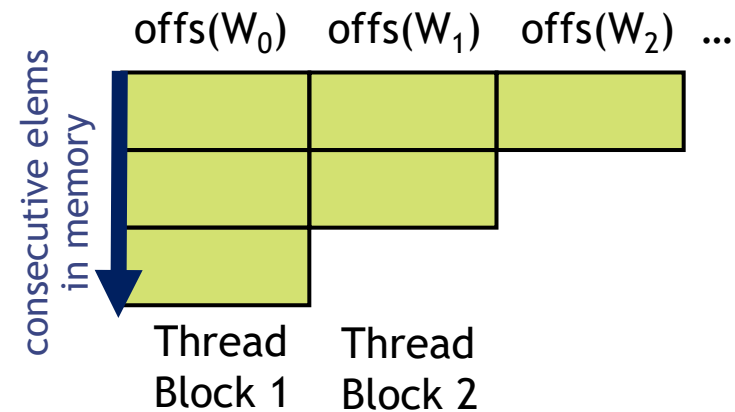 offs(W₀) offs(W₁) offs(W₂) ...
consecutive elems
in memory
Thread
Block 1
Thread
Block 2